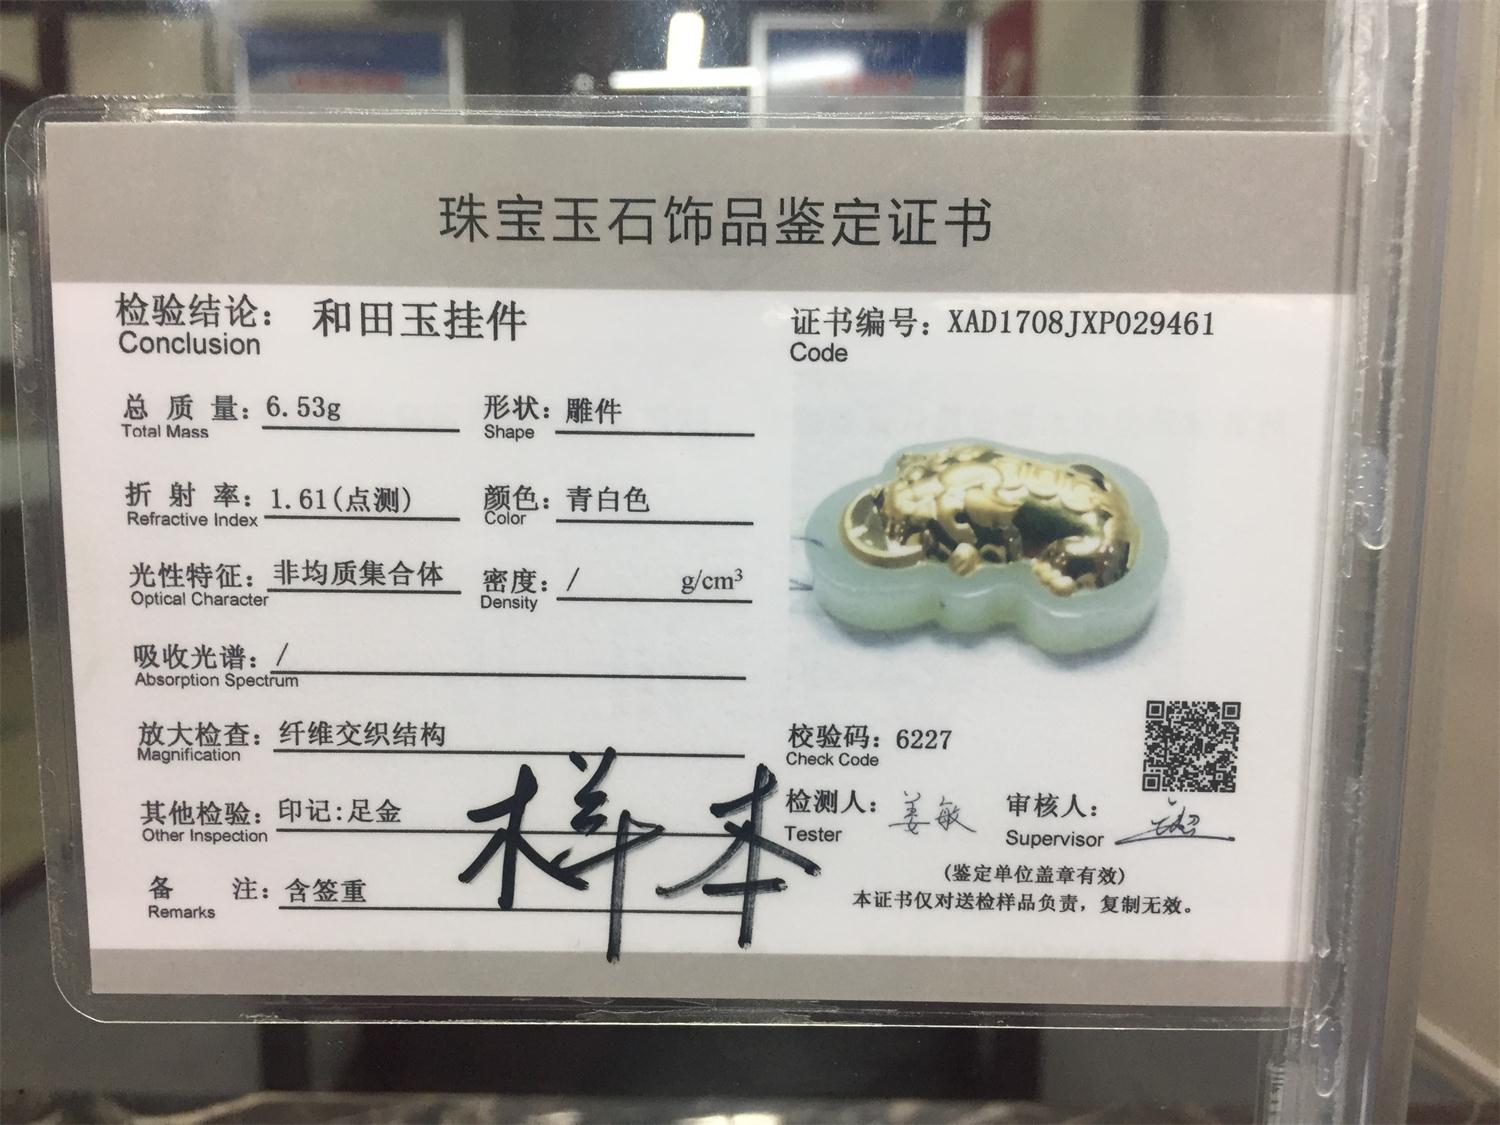 珠宝玉石饰品鉴定证书
检验结论： 和田玉挂件
Conclusion
证书编号：XAD1708JXP029461
Code
总质量：6.53g
Total Mass
形状：雕件
Shape
折射率：1.61(点测)
Refractive Index
颜色：青白色
Color
光性特征：非均质集合体
Optical Character
密度：/ g/cm³
Density
吸收光谱：/
Absorption Spectrum
放大检查：纤维交织结构
Magnification
校验码：6227
Check Code
其他检验：印记:足金
Other Inspection
样本
检测人：姜敏
Tester
审核人：
Supervisor
备注：含签重
Remarks
(鉴定单位盖章有效)
本证书仅对送检样品负责，复制无效。